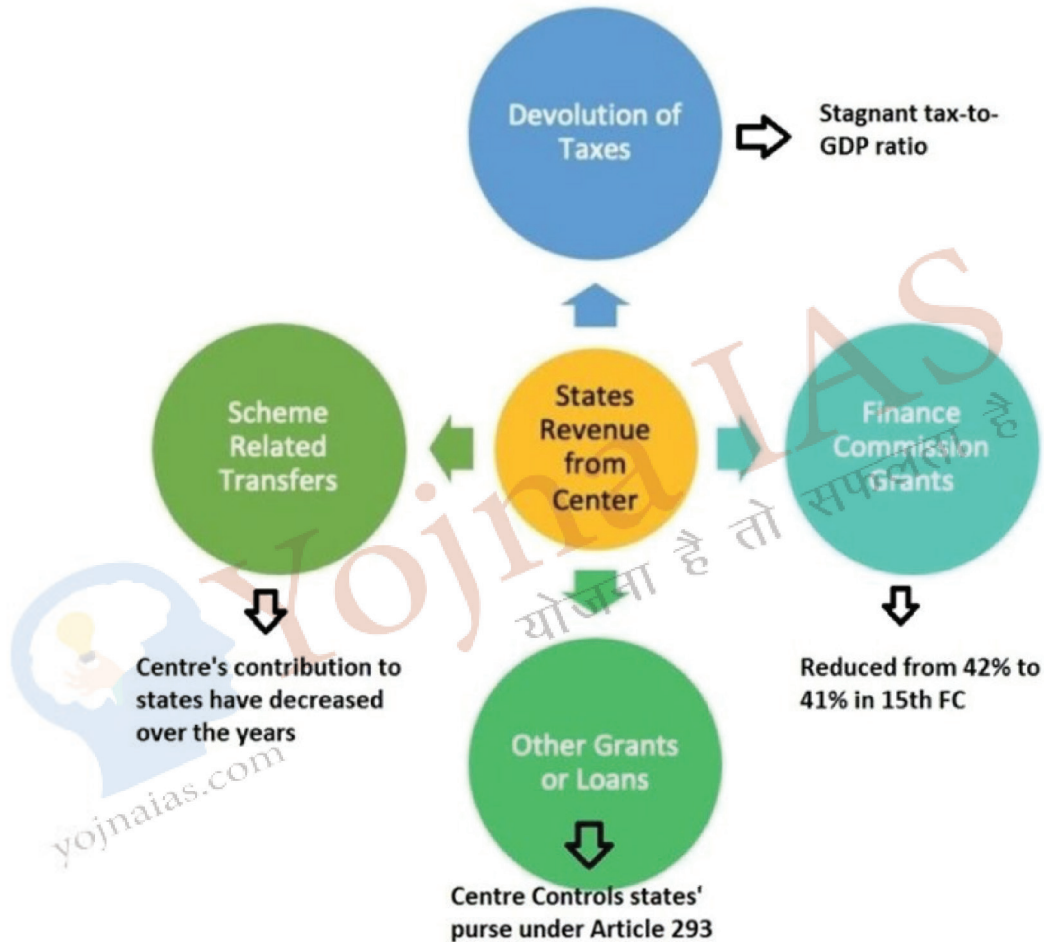 Devolution of
Taxes
Stagnant tax-to-
GDP ratio
States
Revenue
from
Center
Scheme
Related
Transfers
Finance
Commission
Grants
Centre's contribution to
states have decreased
over the years
Reduced from 42% to
41% in 15th FC
Other Grants
or Loans
Centre Controls states'
purse under Article 293
Yojna IAS
योजना है तो सफलता है
yojnaias.com